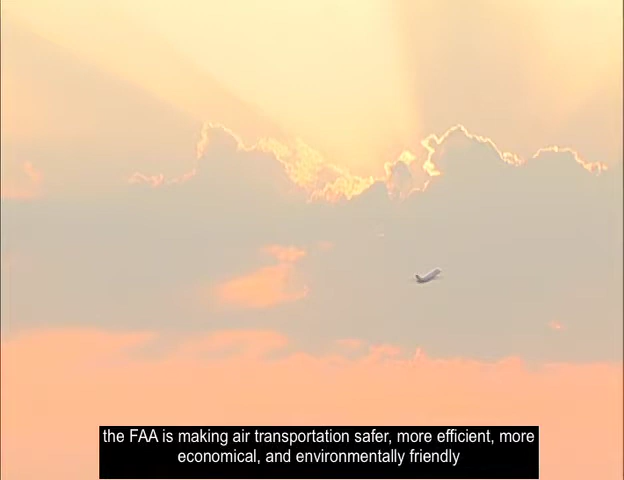 the FAA is making air transportation safer, more efficient, more
economical, and environmentally friendly